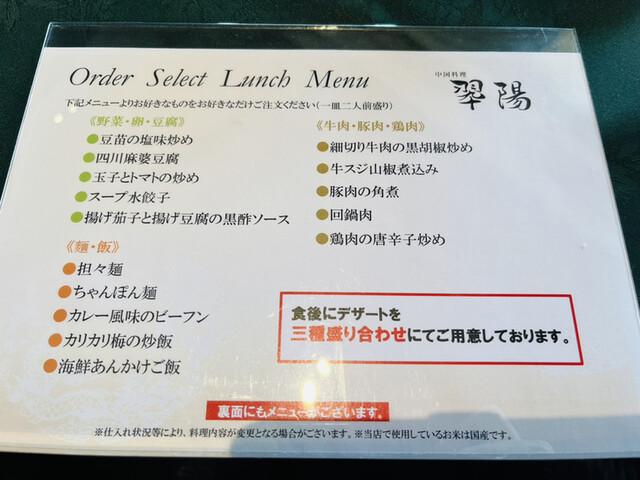 Order Select Lunch Menu
中国料理
翠陽
下記メニューよりお好きなものをお好きなだけご注文ください(一皿二人前盛り)
《野菜・卵・豆腐》
●豆苗の塩味炒め
●四川麻婆豆腐
●玉子とトマトの炒め
●スープ水餃子
●揚げ茄子と揚げ豆腐の黒酢ソース
《牛肉・豚肉・鶏肉》
●細切り牛肉の黒胡椒炒め
●牛スジ山椒煮込み
●豚肉の角煮
●回鍋肉
●鶏肉の唐辛子炒め
《麺・飯》
●担々麺
●ちゃんぽん麺
●カレー風味のビーフン
●カリカリ梅の炒飯
●海鮮あんかけご飯
食後にデザートを
三種盛り合わせにてご用意しております。
裏面にもメニューがございます。
※仕入れ状況等により、料理内容が変更となる場合がございます。※当店で使用しているお米は国産です。